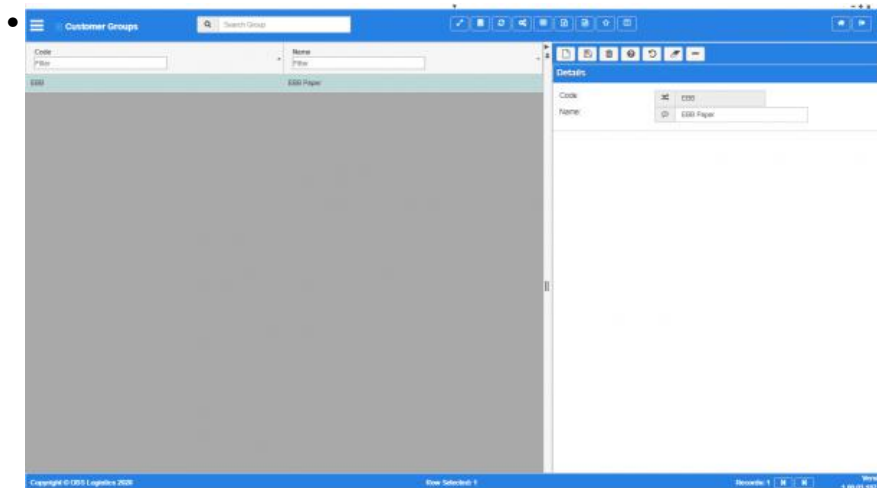 Customer Groups
Search Group
Code
Name
Filter
Filter
EBB
EBB Paper
Details
Code:
EBB
Name:
EBB Paper
Copyright © OBS Logistics 2020
Row Selected: 1
Records: 1